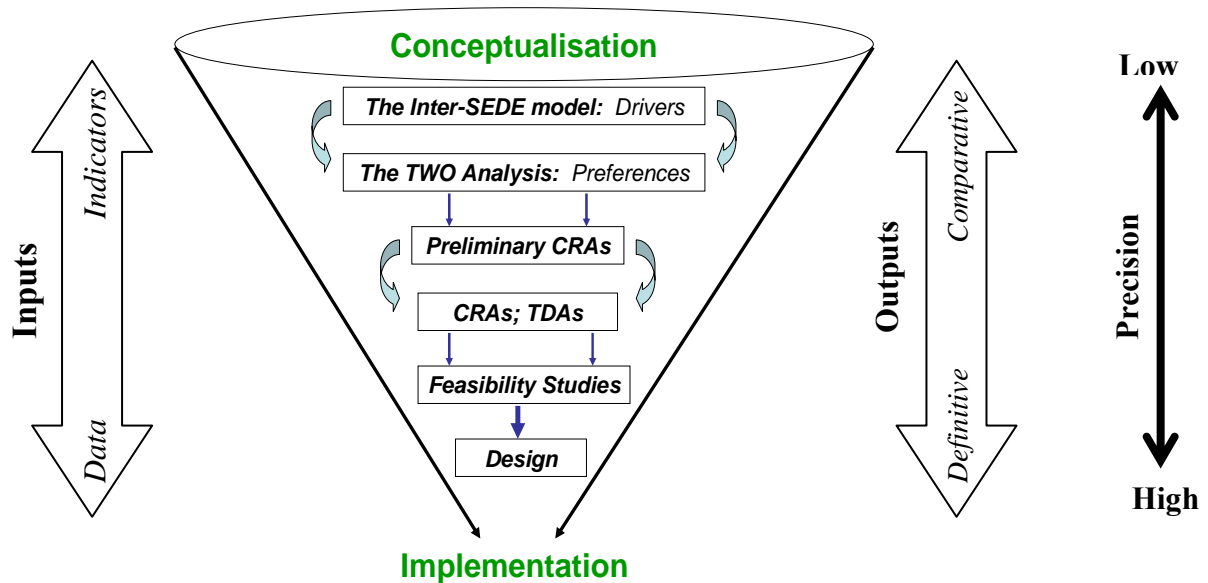 Conceptualisation
The Inter-SEDE model: Drivers
The TWO Analysis: Preferences
Preliminary CRAs
CRAs; TDAs
Feasibility Studies
Design
Implementation
Inputs
Indicators
Data
Outputs
Comparative
Definitive
Low
Precision
High